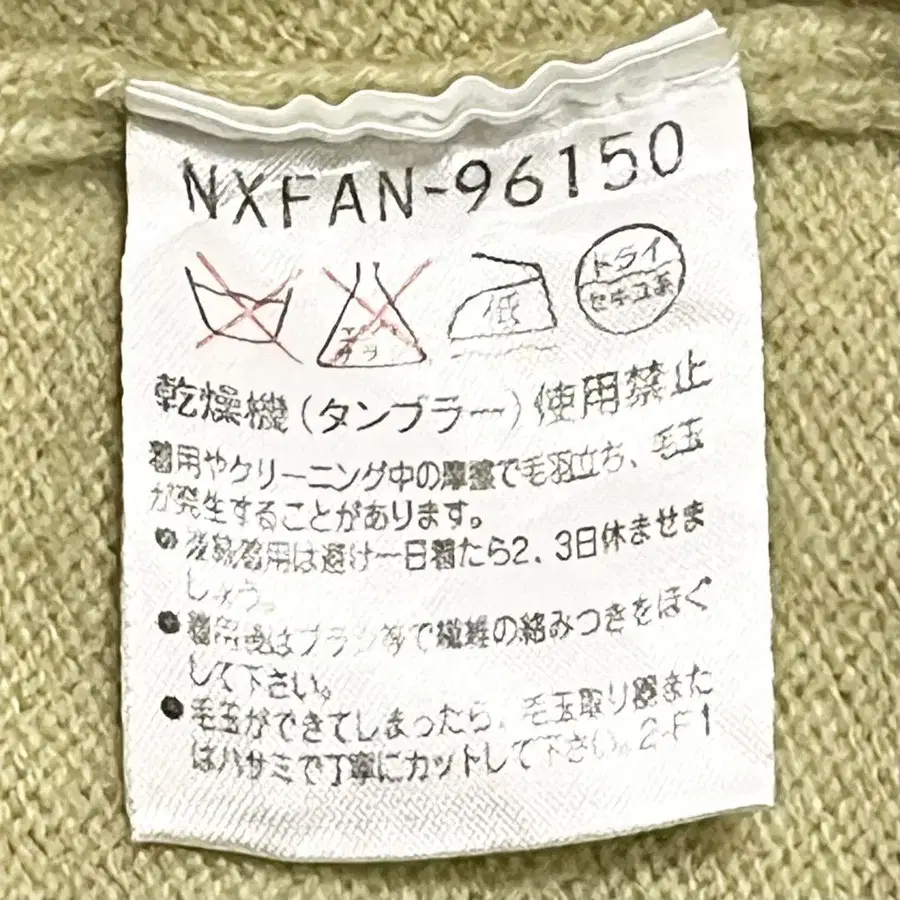 NXFAN-96150
低
ドライ
セキユ系
乾燥機(タンブラー)使用禁止
着用やクリーニング中の摩擦で毛羽立ち、毛玉
が発生することがあります。
● 連続着用は避け一日着たら2、3日休ませま
しょう。
● 着用後はブラシ等で繊維の絡みつきをほぐ
して下さい。
● 毛玉ができてしまったら、毛玉取り器また
はハサミで丁寧にカットして下さい。2-F1